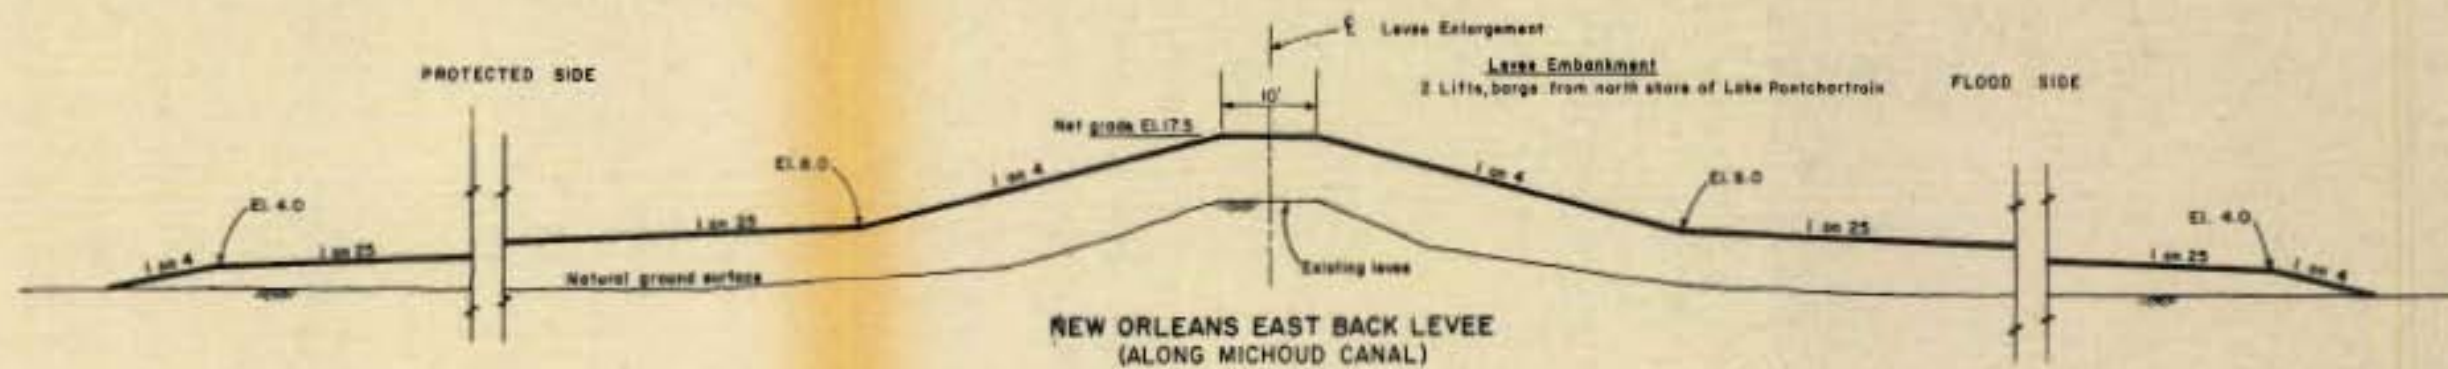 ℄ Levee Enlargement
PROTECTED SIDE
Levee Embankment
2 Lifts, barge from north shore of Lake Pontchartrain
FLOOD SIDE
10'
Net grade El. 17.5
El. 8.0
1 on 4
1 on 4
El. 8.0
El. 4.0
El. 4.0
1 on 25
1 on 25
1 on 25
1 on 25
1 on 4
1 on 4
Existing levee
Natural ground surface
NEW ORLEANS EAST BACK LEVEE
(ALONG MICHOUD CANAL)